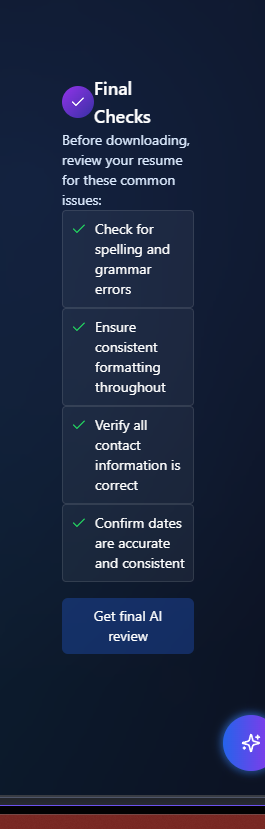 Final
Checks
Before downloading,
review your resume
for these common
issues:
Check for
spelling and
grammar
errors
Ensure
consistent
formatting
throughout
Verify all
contact
information is
correct
Confirm dates
are accurate
and consistent
Get final AI
review